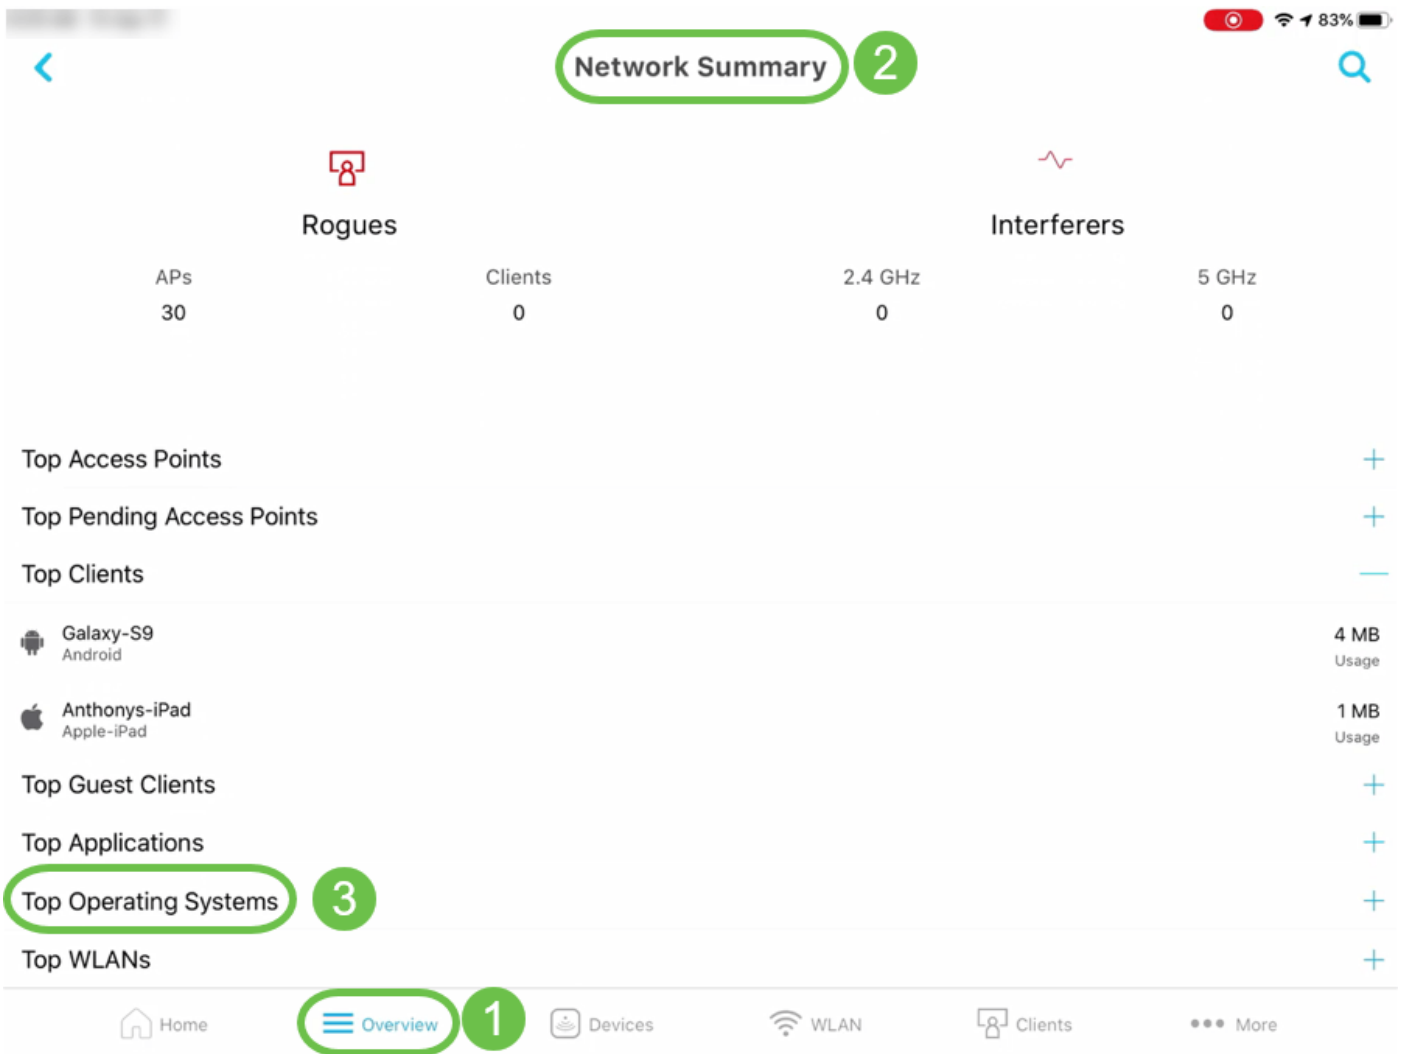 83%
Network Summary 2
Rogues Interferers
APs Clients 2.4 GHz 5 GHz
30 0 0 0
Top Access Points
Top Pending Access Points
Top Clients
Galaxy-S9 4 MB
Android Usage
Anthonys-iPad 1 MB
Apple-iPad Usage
Top Guest Clients
Top Applications
Top Operating Systems 3
Top WLANs
Home Overview 1 Devices WLAN Clients More